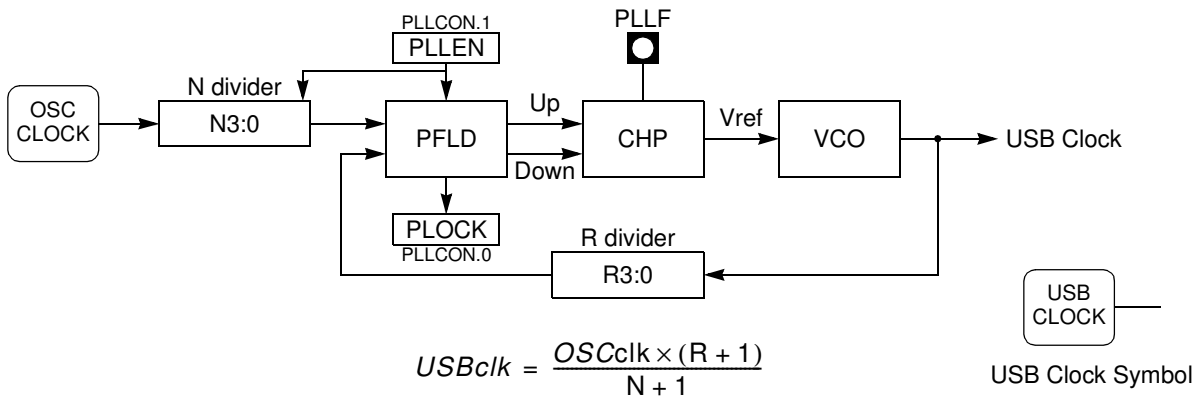 PLLCON.1
PLLEN
PLLF
N divider
OSC
CLOCK
N3:0
PFLD
Up
Down
CHP
Vref
VCO
USB Clock
PLOCK
PLLCON.0
R divider
R3:0
USB
CLOCK
USB Clock Symbol
USBclk = OSCclk × (R + 1)
N + 1